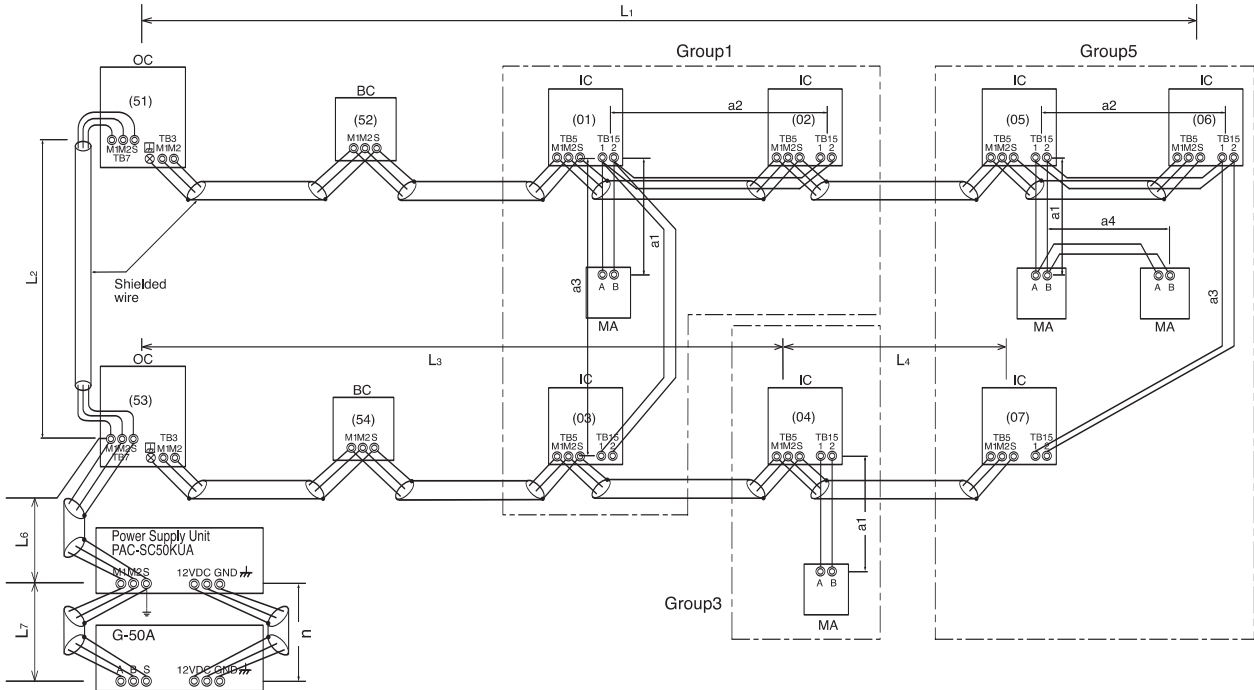 L1
Group1
Group5
OC
(51)
TB3
M1M2S
M1M2
TB7
BC
(52)
M1M2S
IC
(01)
a2
TB5
M1M2S
TB15
1 2
IC
(02)
TB5
M1M2S
TB15
1 2
IC
(05)
a2
TB5
M1M2S
TB15
1 2
IC
(06)
TB5
M1M2S
TB15
1 2
L2
Shielded
wire
a1
a3
A B
MA
a1
a4
A B
MA
A B
MA
a3
L3
L4
OC
(53)
TB3
M1M2S
M1M2
TB7
BC
(54)
M1M2S
IC
(03)
TB5
M1M2S
TB15
1 2
IC
(04)
TB5
M1M2S
TB15
1 2
IC
(07)
TB5
M1M2S
TB15
1 2
a1
A B
MA
Group3
L6
Power Supply Unit
PAC-SC50KUA
M1M2S
12VDC GND
L7
n
G-50A
A B S
12VDC GND